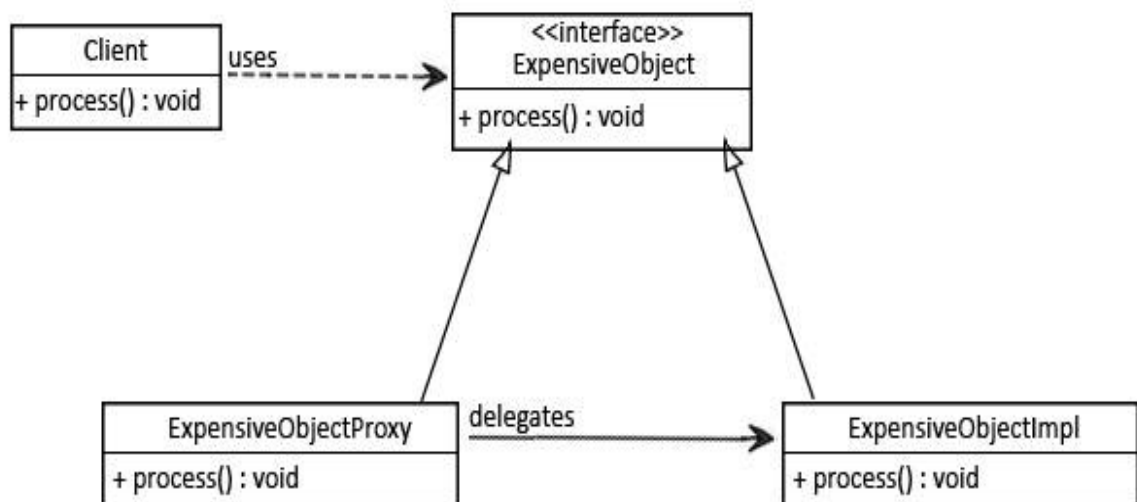 Client
+ process() : void
uses
<<interface>>
ExpensiveObject
+ process() : void
ExpensiveObjectProxy
+ process() : void
delegates
ExpensiveObjectImpl
+ process() : void